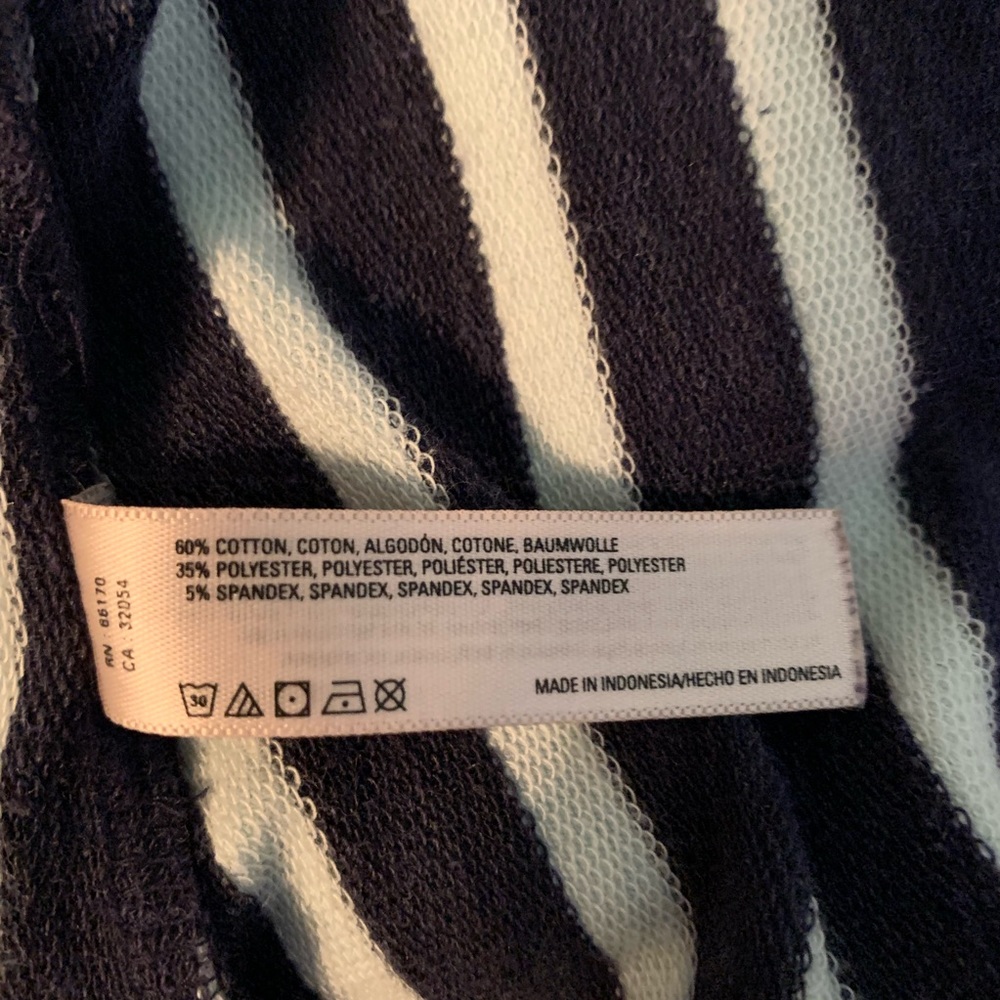 60% COTTON, COTON, ALGODÓN, COTONE, BAUMWOLLE
35% POLYESTER, POLYESTER, POLIÉSTER, POLIESTERE, POLYESTER
5% SPANDEX, SPANDEX, SPANDEX, SPANDEX, SPANDEX
RN : 66170
CA : 32054
30
MADE IN INDONESIA/HECHO EN INDONESIA